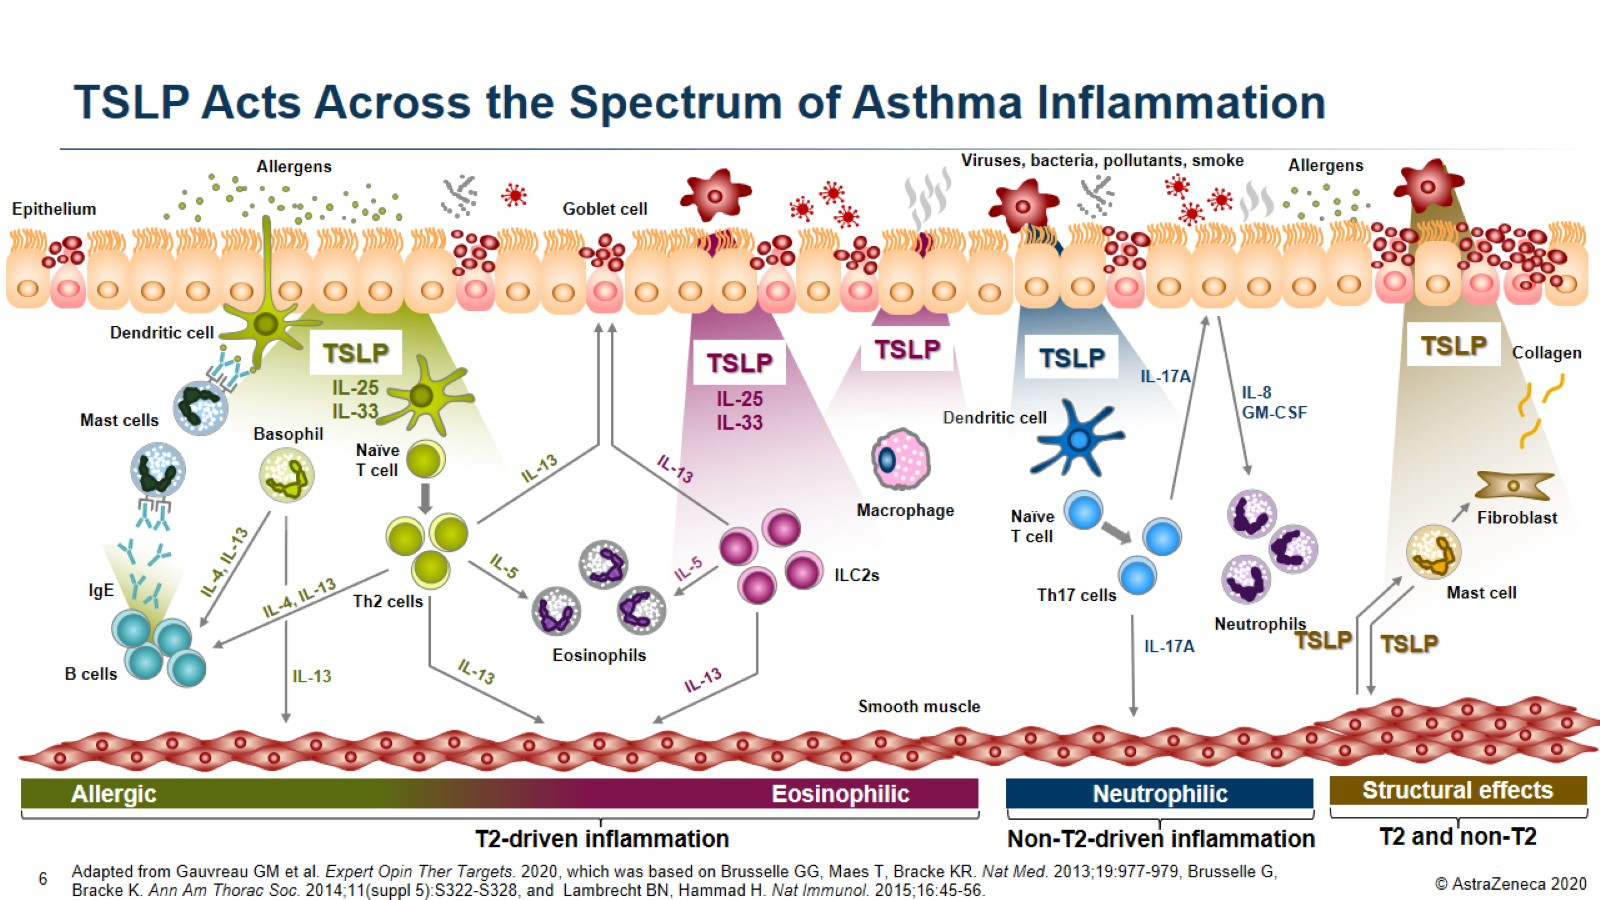 TSLP Acts Across the Spectrum of Asthma Inflammation
Allergens
Viruses, bacteria, pollutants, smoke
Allergens
Epithelium
Goblet cell
Dendritic cell
TSLP
IL-25
IL-33
Mast cells
Basophil
Naïve
T cell
IL-4, IL-13
IL-4, IL-13
IgE
B cells
Th2 cells
IL-13
IL-13
IL-5
IL-13
TSLP
IL-25
IL-33
IL-13
IL-5
ILC2s
IL-13
Eosinophils
TSLP
Macrophage
Smooth muscle
TSLP
Dendritic cell
Naïve
T cell
Th17 cells
IL-17A
IL-17A
IL-8
GM-CSF
Neutrophils
TSLP
Collagen
Fibroblast
Mast cell
TSLP
TSLP
Allergic
Eosinophilic
Neutrophilic
Structural effects
T2-driven inflammation
Non-T2-driven inflammation
T2 and non-T2
6
Adapted from Gauvreau GM et al. Expert Opin Ther Targets. 2020, which was based on Brusselle GG, Maes T, Bracke KR. Nat Med. 2013;19:977-979, Brusselle G,
Bracke K. Ann Am Thorac Soc. 2014;11(suppl 5):S322-S328, and Lambrecht BN, Hammad H. Nat Immunol. 2015;16:45-56.
© AstraZeneca 2020